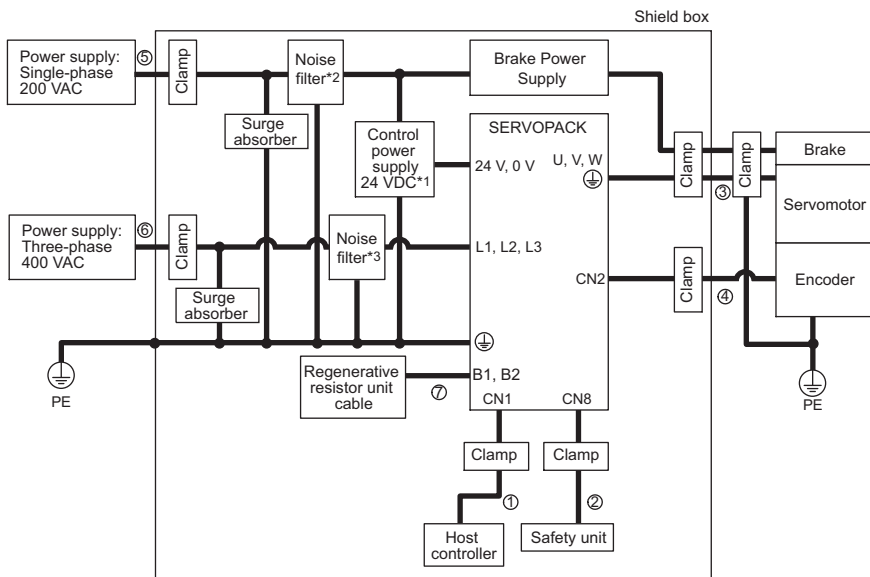 Shield box
Power supply:
Single-phase
200 VAC
⑤
Clamp
Noise
filter*2
Brake Power
Supply
Surge
absorber
Control
power
supply
24 VDC*1
SERVOPACK
24 V, 0 V
U, V, W
Clamp
Clamp
③
Brake
Servomotor
Encoder
Power supply:
Three-phase
400 VAC
⑥
Clamp
Noise
filter*3
L1, L2, L3
CN2
Clamp
④
Surge
absorber
PE
Regenerative
resistor unit
cable
⑦
B1, B2
CN1
CN8
PE
Clamp
Clamp
①
②
Host
controller
Safety unit